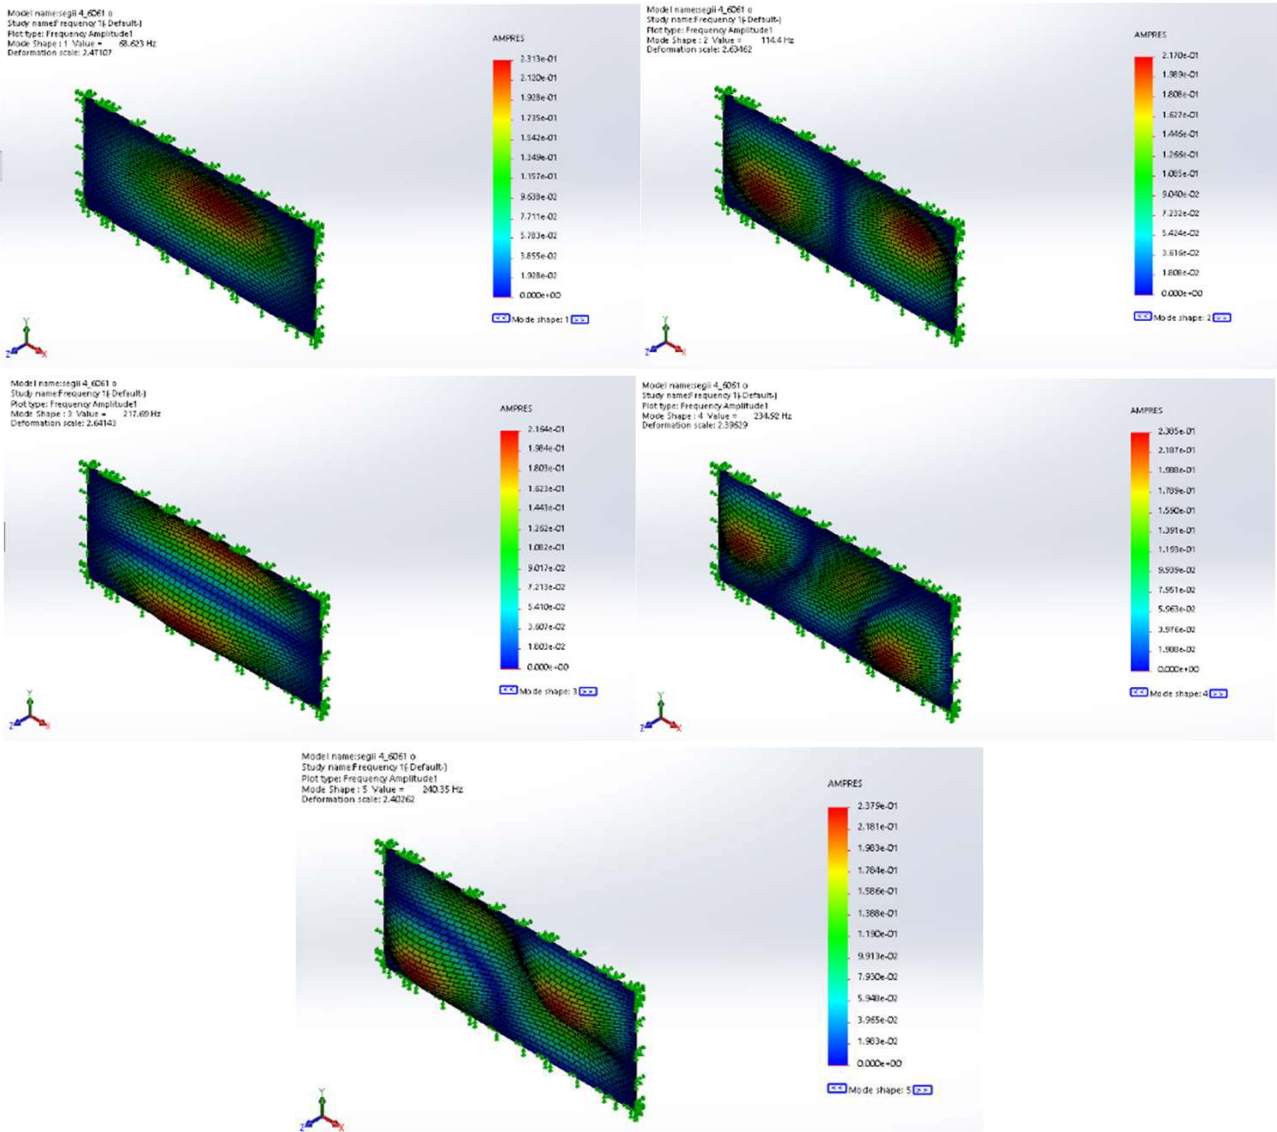 Model name:segii 4_6061 o
Study name:Frequency 1(-Default-)
Plot type: Frequency Amplitude1
Mode Shape : 1 Value = 68.623 Hz
Deformation scale: 2.47107
AMPRES
2.313e-01
2.120e-01
1.928e-01
1.735e-01
1.542e-01
1.349e-01
1.157e-01
9.638e-02
7.711e-02
5.783e-02
3.855e-02
1.928e-02
0.000e+00
<< Mode shape: 1 >>
Y
Z X
Model name:segii 4_6061 o
Study name:Frequency 1(-Default-)
Plot type: Frequency Amplitude1
Mode Shape : 2 Value = 114.4 Hz
Deformation scale: 2.63462
AMPRES
2.170e-01
1.989e-01
1.808e-01
1.627e-01
1.446e-01
1.266e-01
1.085e-01
9.040e-02
7.232e-02
5.424e-02
3.616e-02
1.808e-02
0.000e+00
<< Mode shape: 2 >>
Y
Z X
Model name:segii 4_6061 o
Study name:Frequency 1(-Default-)
Plot type: Frequency Amplitude1
Mode Shape : 3 Value = 217.69 Hz
Deformation scale: 2.64143
AMPRES
2.164e-01
1.984e-01
1.803e-01
1.623e-01
1.443e-01
1.262e-01
1.082e-01
9.017e-02
7.213e-02
5.410e-02
3.607e-02
1.803e-02
0.000e+00
<< Mode shape: 3 >>
Y
Z X
Model name:segii 4_6061 o
Study name:Frequency 1(-Default-)
Plot type: Frequency Amplitude1
Mode Shape : 4 Value = 234.92 Hz
Deformation scale: 2.39629
AMPRES
2.385e-01
2.187e-01
1.988e-01
1.789e-01
1.590e-01
1.391e-01
1.193e-01
9.939e-02
7.951e-02
5.963e-02
3.976e-02
1.988e-02
0.000e+00
<< Mode shape: 4 >>
Y
Z X
Model name:segii 4_6061 o
Study name:Frequency 1(-Default-)
Plot type: Frequency Amplitude1
Mode Shape : 5 Value = 240.35 Hz
Deformation scale: 2.40262
AMPRES
2.379e-01
2.181e-01
1.983e-01
1.784e-01
1.586e-01
1.388e-01
1.190e-01
9.913e-02
7.930e-02
5.948e-02
3.965e-02
1.983e-02
0.000e+00
<< Mode shape: 5 >>
Y
Z X